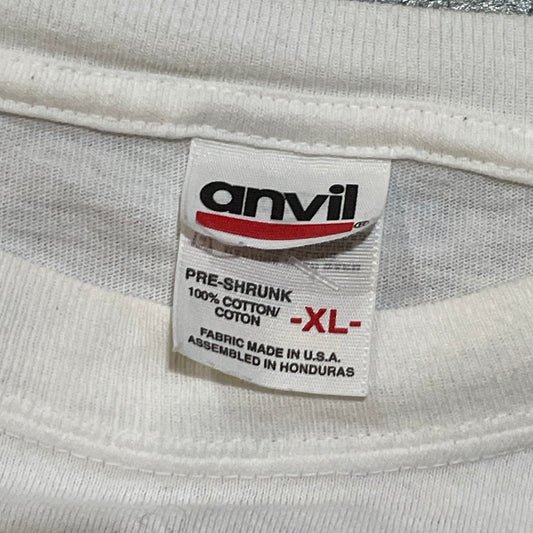 anvil
®
PRE-SHRUNK
100% COTTON/
COTON
-XL-
FABRIC MADE IN U.S.A.
ASSEMBLED IN HONDURAS